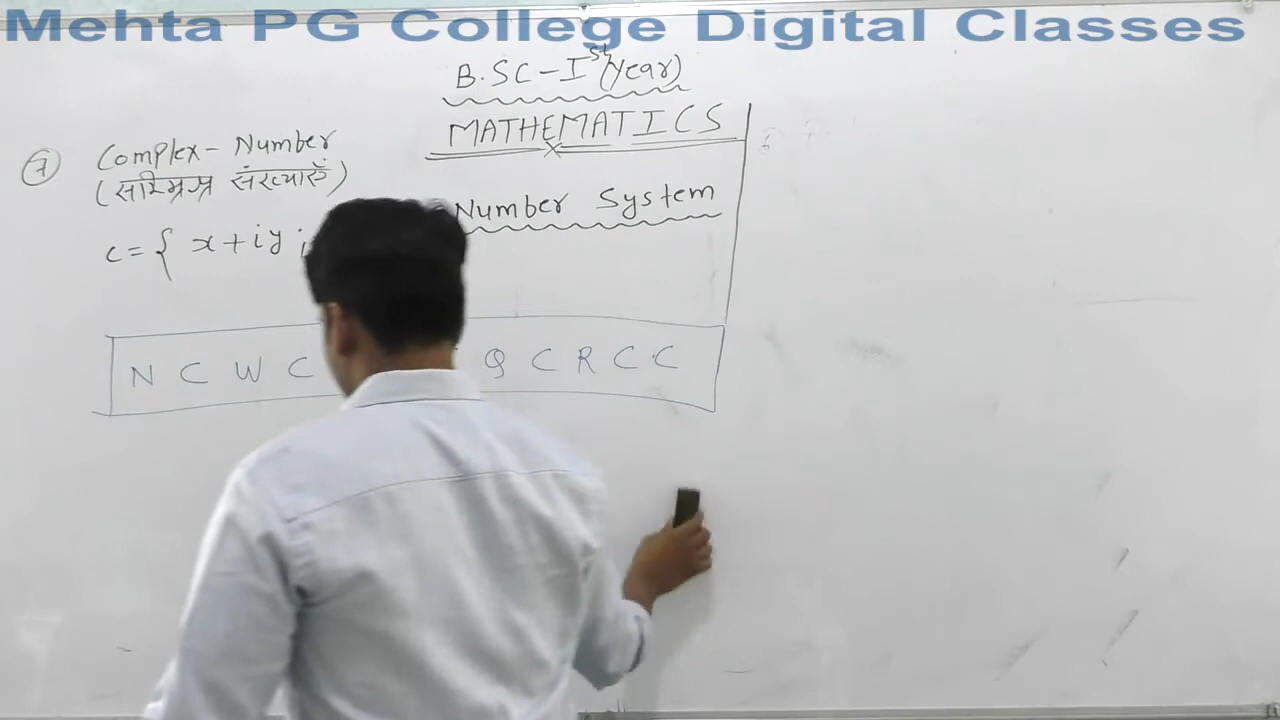 Mehta PG College Digital Classes
B.SC-Ist(Year)
MATHEMATICS
Number System
7 Complex-Number
(सम्मिश्र संख्याएँ)
C={ x+iy ;
N C W C Q C R C C